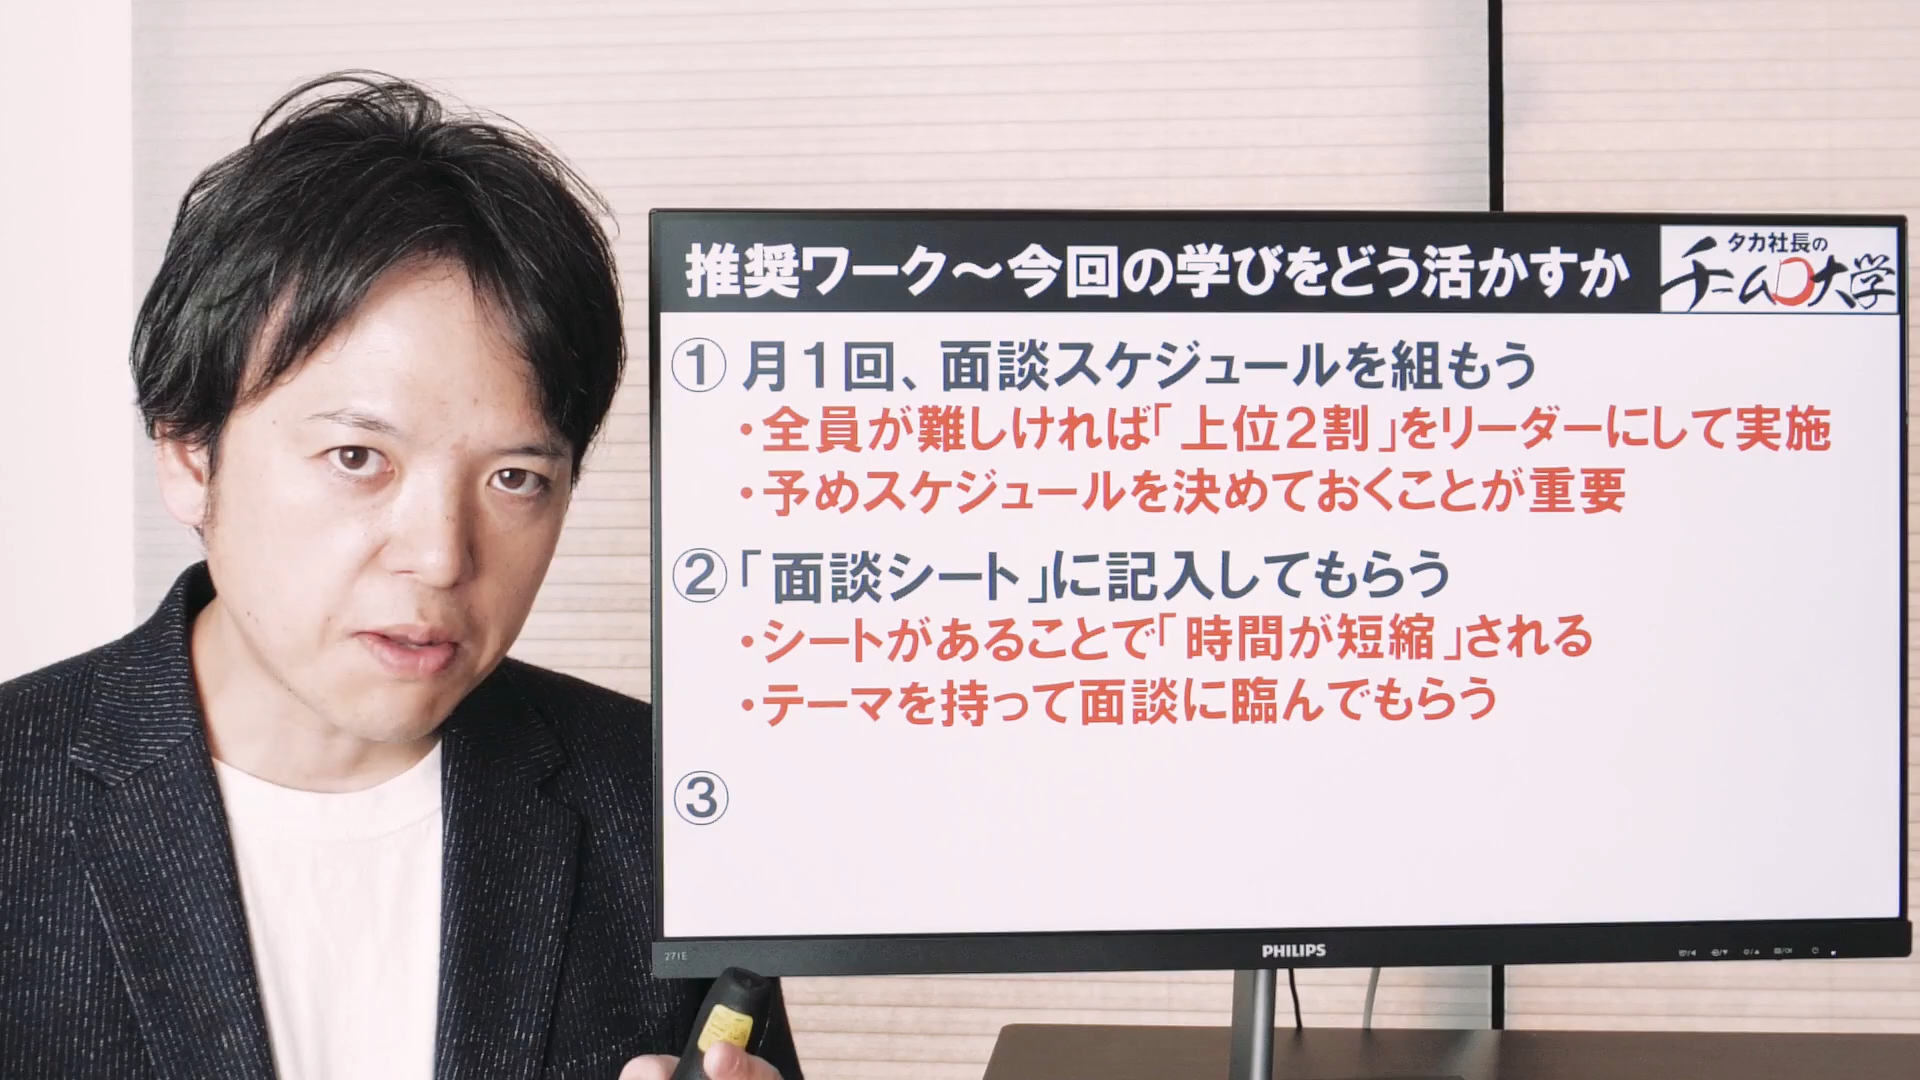 推奨ワーク～今回の学びをどう活かすか
タカ社長の
チームD大学
① 月１回、面談スケジュールを組もう
・全員が難しければ「上位２割」をリーダーにして実施
・予めスケジュールを決めておくことが重要
②「面談シート」に記入してもらう
・シートがあることで「時間が短縮」される
・テーマを持って面談に臨んでもらう
③
271E
PHILIPS